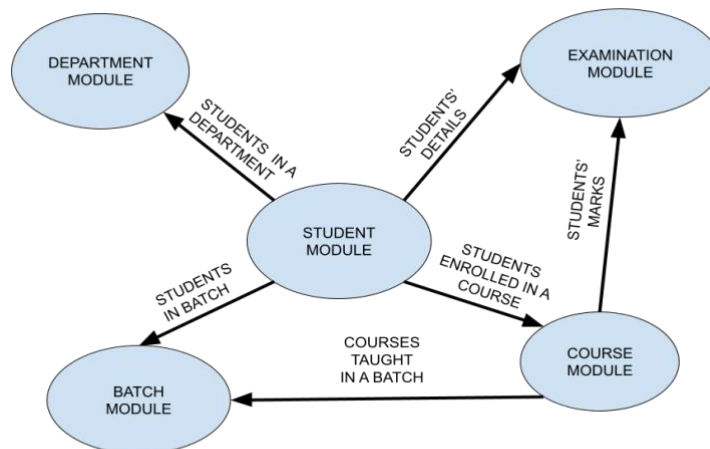 DEPARTMENT
MODULE
EXAMINATION
MODULE
STUDENTS IN A
DEPARTMENT
STUDENTS'
DETAILS
STUDENTS'
MARKS
STUDENT
MODULE
STUDENTS
ENROLLED IN A
COURSE
STUDENTS
IN BATCH
COURSES
TAUGHT
IN A BATCH
COURSE
MODULE
BATCH
MODULE